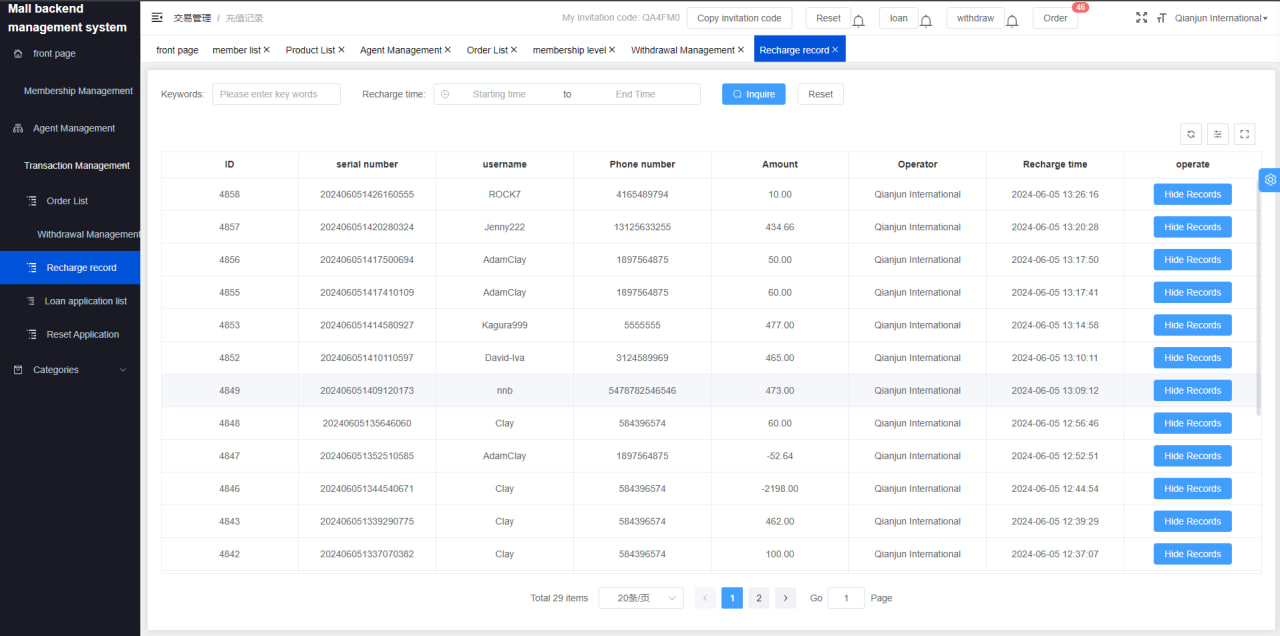 Mall backend
management system
front page
Membership Management
Agent Management
Transaction Management
Order List
Withdrawal Management
Recharge record
Loan application list
Reset Application
Categories
交易管理 / 充值记录
My invitation code: QA4FM0 Copy invitation code Reset loan withdraw Order 46 Qianjun International
front page member list Product List Agent Management Order List membership level Withdrawal Management Recharge record
Keywords: Please enter key words Recharge time: Starting time to End Time Inquire Reset
ID serial number username Phone number Amount Operator Recharge time operate
4858 202406051426160555 ROCK7 4165489794 10.00 Qianjun International 2024-06-05 13:26:16 Hide Records
4857 202406051420280324 Jenny222 13125633255 434.66 Qianjun International 2024-06-05 13:20:28 Hide Records
4856 202406051417500694 AdamClay 1897564875 50.00 Qianjun International 2024-06-05 13:17:50 Hide Records
4855 202406051417410109 AdamClay 1897564875 60.00 Qianjun International 2024-06-05 13:17:41 Hide Records
4853 202406051414580927 Kagura999 5555555 477.00 Qianjun International 2024-06-05 13:14:58 Hide Records
4852 202406051410110597 David-Iva 3124589969 465.00 Qianjun International 2024-06-05 13:10:11 Hide Records
4849 202406051409120173 nnb 5478782546546 473.00 Qianjun International 2024-06-05 13:09:12 Hide Records
4848 20240605135646060 Clay 584396574 60.00 Qianjun International 2024-06-05 12:56:46 Hide Records
4847 202406051352510585 AdamClay 1897564875 -52.64 Qianjun International 2024-06-05 12:52:51 Hide Records
4846 202406051344540671 Clay 584396574 -2198.00 Qianjun International 2024-06-05 12:44:54 Hide Records
4843 202406051339290775 Clay 584396574 462.00 Qianjun International 2024-06-05 12:39:29 Hide Records
4842 202406051337070382 Clay 584396574 100.00 Qianjun International 2024-06-05 12:37:07 Hide Records
Total 29 items 20条/页 1 2 Go 1 Page